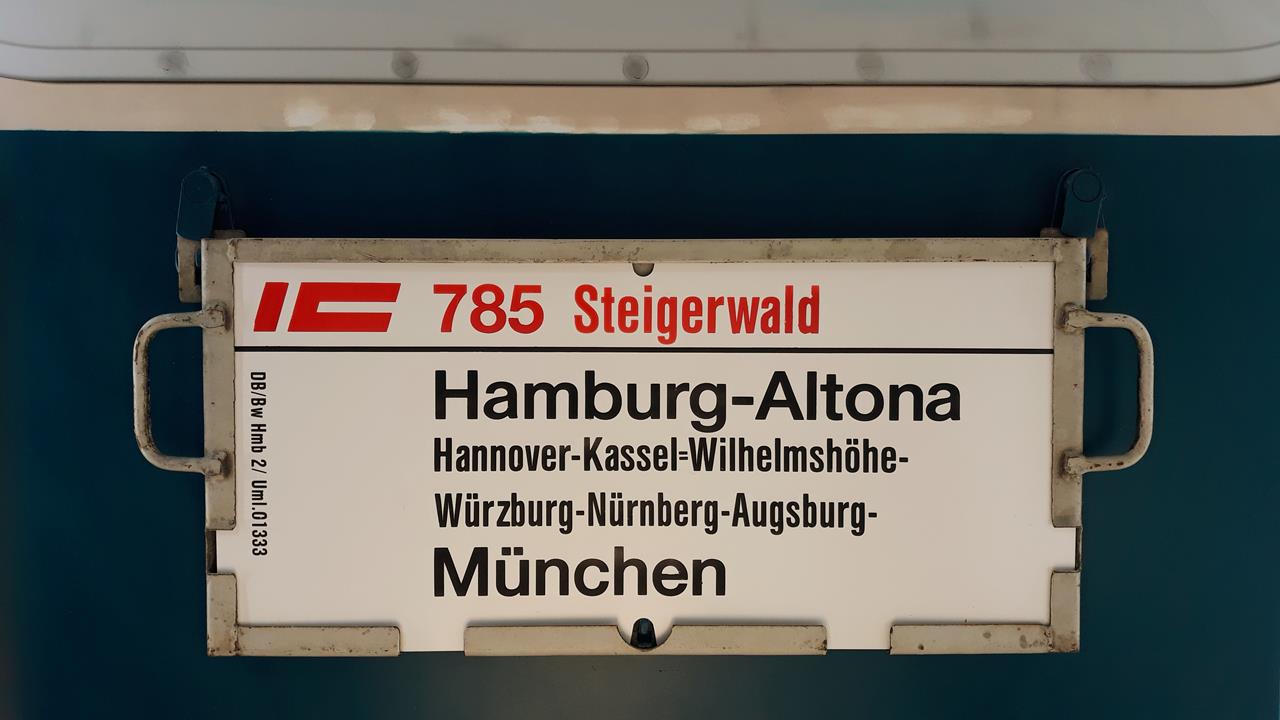 IC 785 Steigerwald
Hamburg-Altona
Hannover-Kassel=Wilhelmshöhe-
Würzburg-Nürnberg-Augsburg-
München
DB/Bw Hmb 2/ Uml.01333